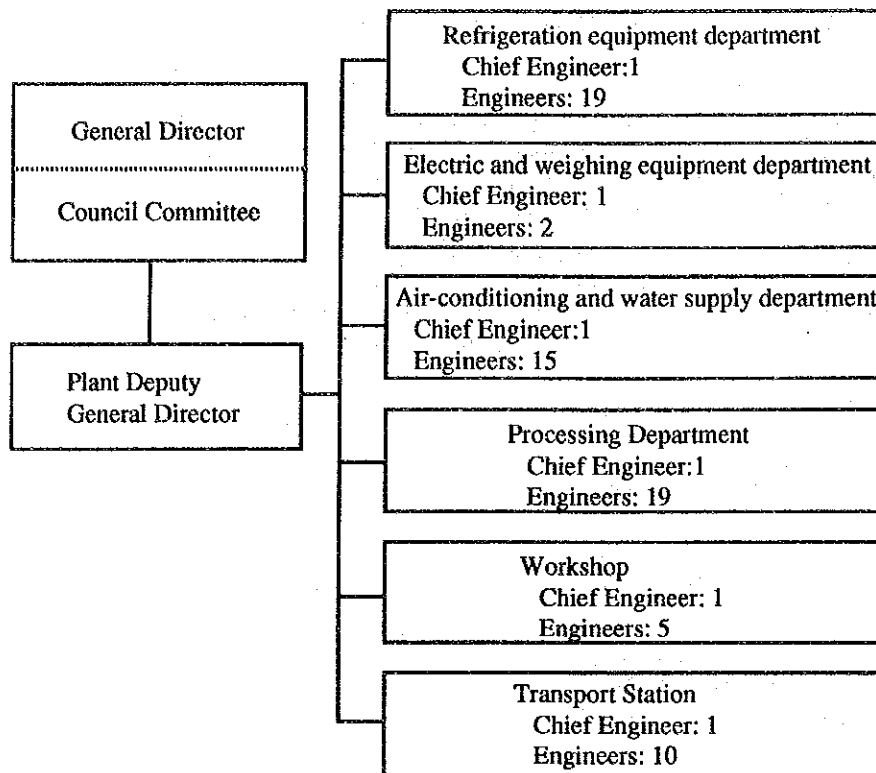 General Director
Council Committee
Plant Deputy
General Director
Refrigeration equipment department
Chief Engineer:1
Engineers: 19
Electric and weighing equipment department
Chief Engineer: 1
Engineers: 2
Air-conditioning and water supply department
Chief Engineer:1
Engineers: 15
Processing Department
Chief Engineer:1
Engineers: 19
Workshop
Chief Engineer: 1
Engineers: 5
Transport Station
Chief Engineer: 1
Engineers: 10